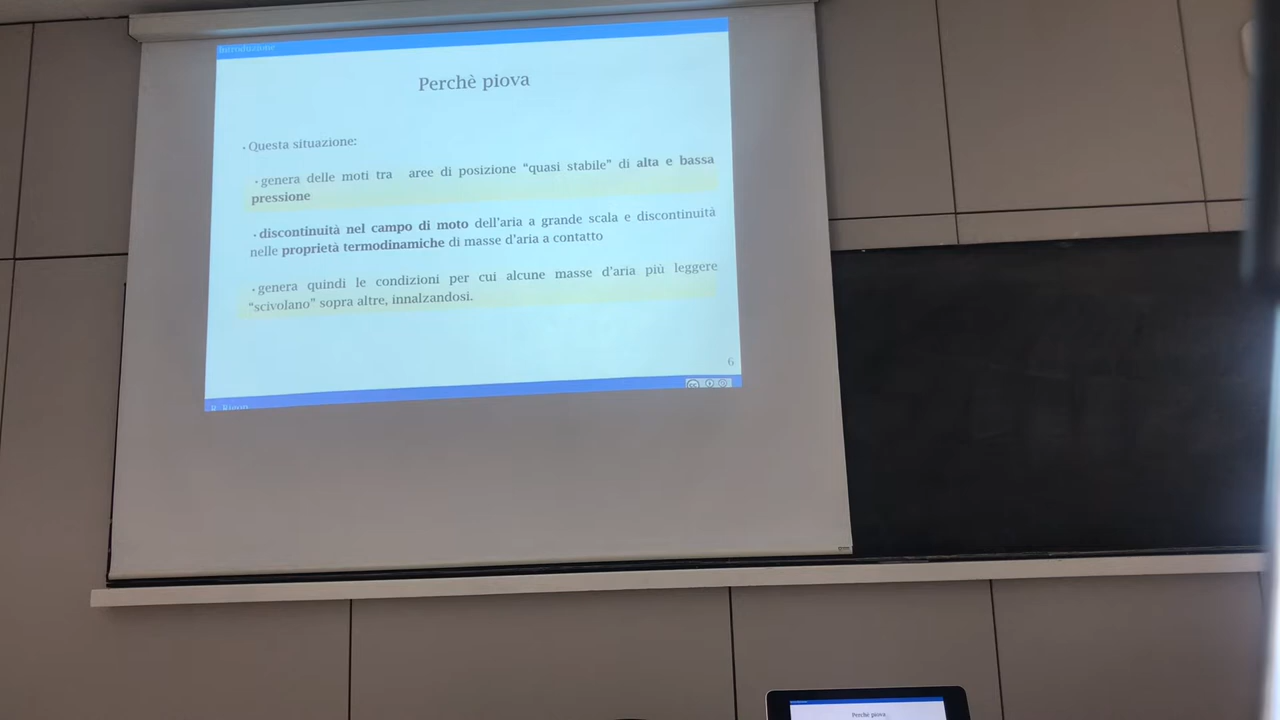 Introduzione
Perchè piova
• Questa situazione:
• genera delle moti tra aree di posizione “quasi stabile” di alta e bassa
pressione
• discontinuità nel campo di moto dell'aria a grande scala e discontinuità
nelle proprietà termodinamiche di masse d'aria a contatto
• genera quindi le condizioni per cui alcune masse d'aria più leggere
“scivolano” sopra altre, innalzandosi.
6
R. Rigon
Perchè piova